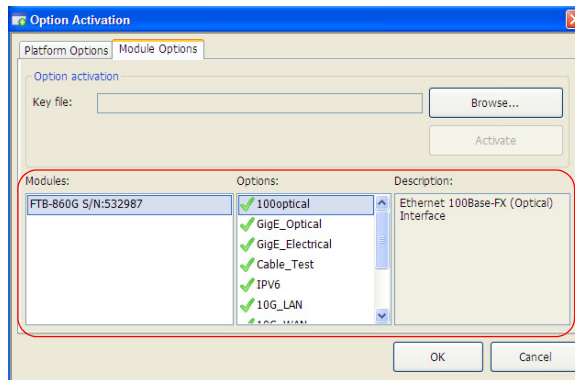 Option Activation
Platform Options Module Options
Option activation
Key file:
Browse...
Activate
Modules: Options: Description:
FTB-860G S/N:532987
100optical
GigE_Optical
GigE_Electrical
Cable_Test
IPV6
10G_LAN
10G_WAN
Ethernet 100Base-FX (Optical)
Interface
OK Cancel